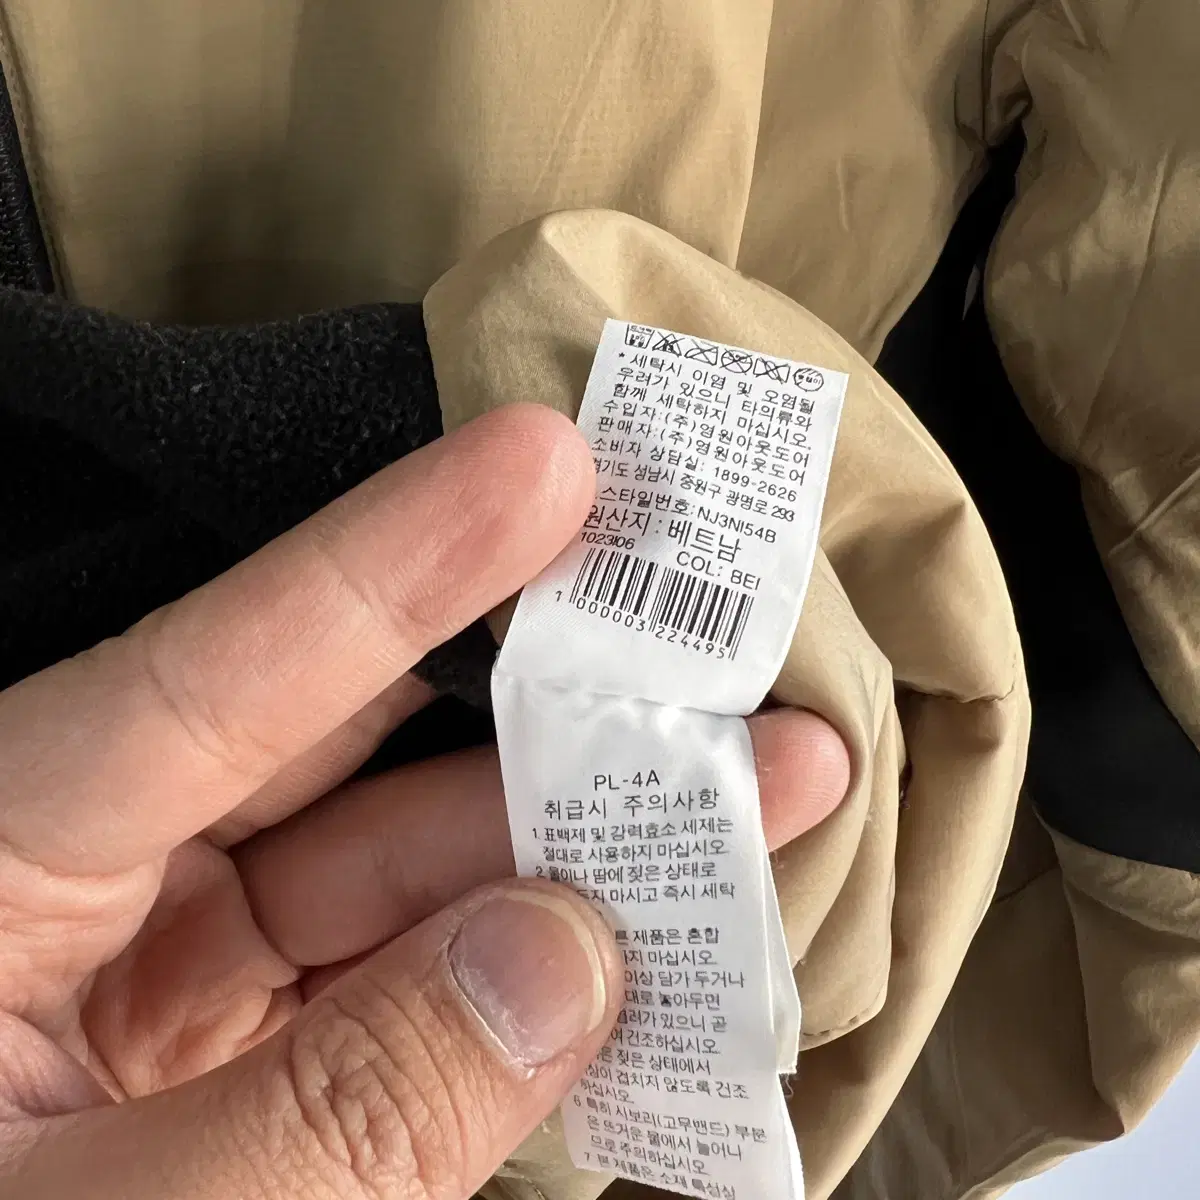 * 세탁시 이염 및 오염될
우려가 있으니 타의류와
함께 세탁하지 마십시오
수입자:(주)영원아웃도어
판매자:(주)영원아웃도어
소비자 상담실: 1899-2626
경기도 성남시 중원구 광명로 293
스타일번호:NJ3NI54B
원산지 : 베트남
1023I06 COL: BEI
1 000003 224495
PL-4A
취급시 주의사항
1. 표백제 및 강력효소 세제는
절대로 사용하지 마십시오.
2. 물이나 땀에 젖은 상태로
마시고 즉시 세탁
제품은 혼합
마십시오.
이상 담가 두거나
놓아두면
있으니 곧
건조하십시오.
젖은 상태에서
겹치지 않도록 건조
하십시오.
6. 특히 시보리(고무밴드) 부분
은 뜨거운 물에서 늘어나
므로 주의하십시오.
7. 본 제품은 소재 특성상